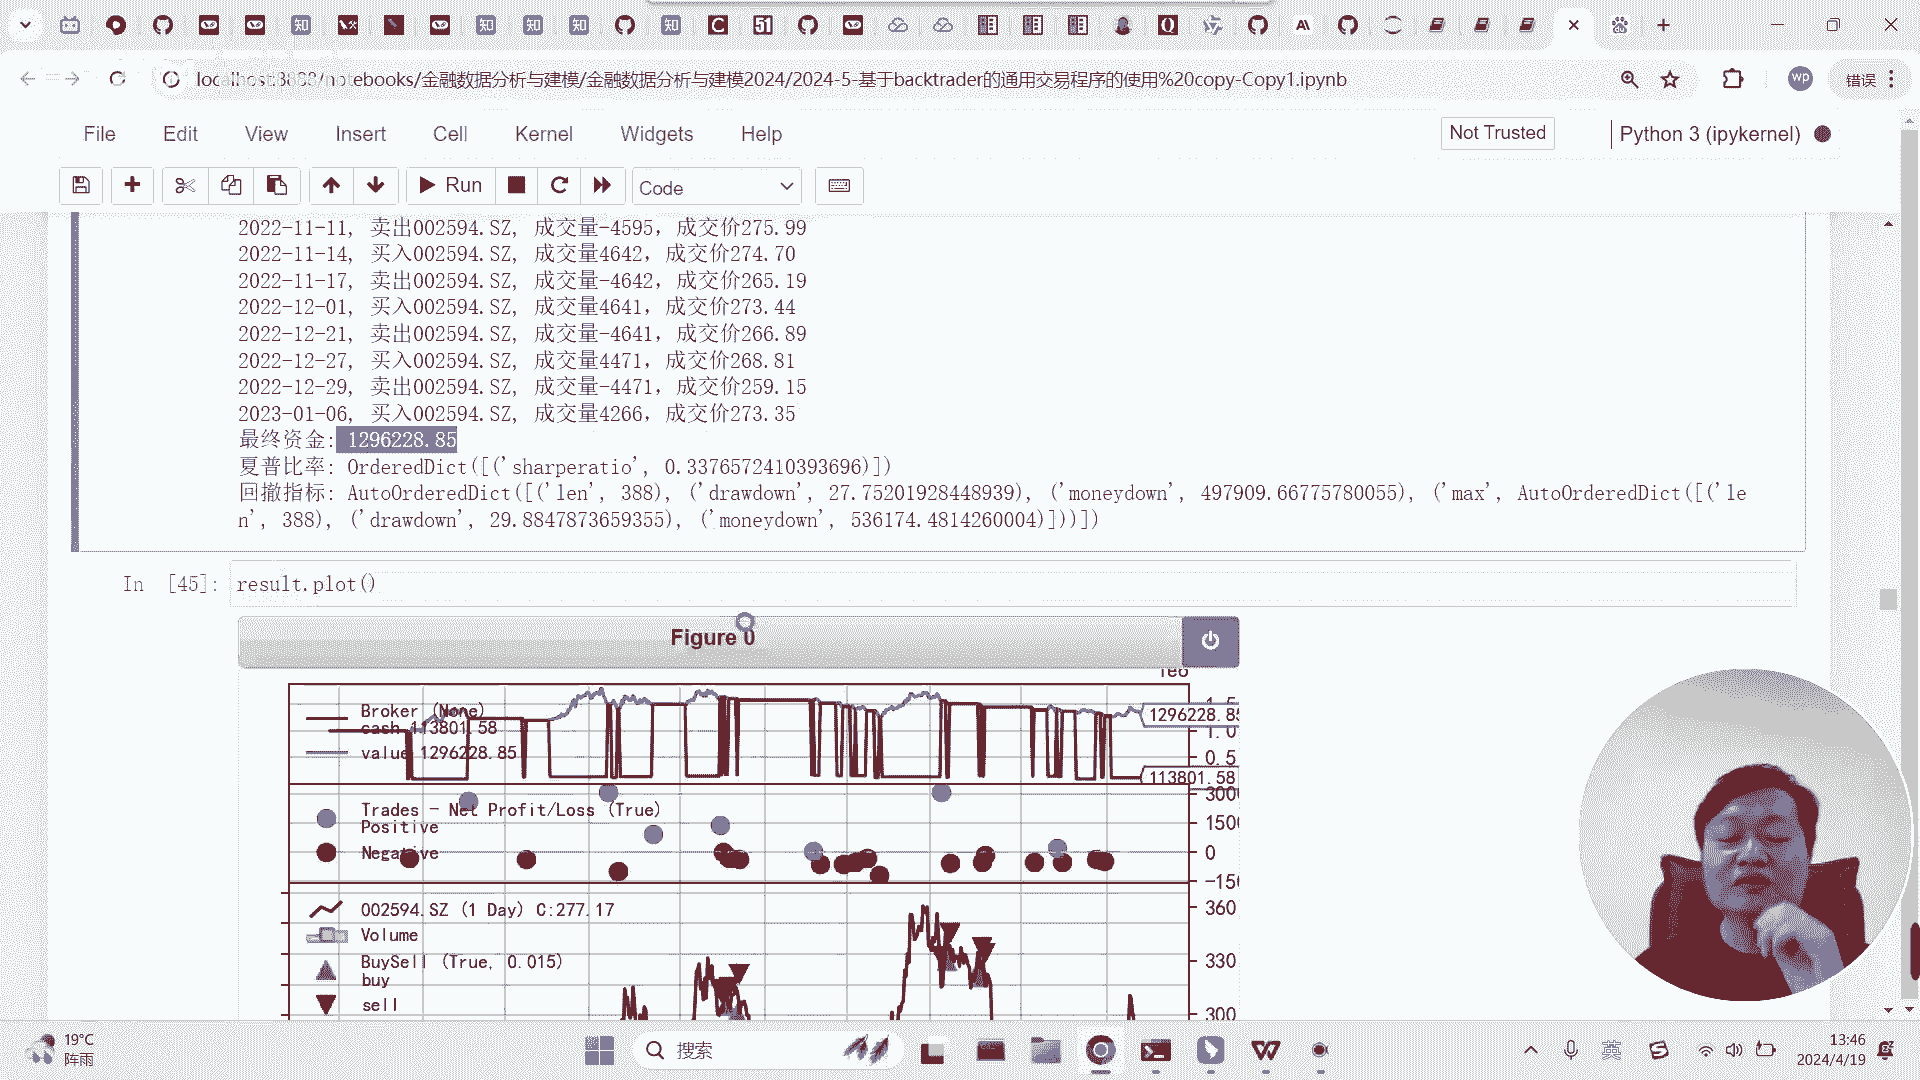 知
知
知
知
知
C
51
Q
localhost:8888/notebooks/金融数据分析与建模/金融数据分析与建模2024/2024-5-基于backtrader的通用交易程序的使用%20copy-Copy1.ipynb
wp
错误
File Edit View Insert Cell Kernel Widgets Help
Not Trusted
Python 3 (ipykernel)
Run
Code
2022-11-11, 卖出002594.SZ, 成交量-4595, 成交价275.99
2022-11-14, 买入002594.SZ, 成交量4642, 成交价274.70
2022-11-17, 卖出002594.SZ, 成交量-4642, 成交价265.19
2022-12-01, 买入002594.SZ, 成交量4641, 成交价273.44
2022-12-21, 卖出002594.SZ, 成交量-4641, 成交价266.89
2022-12-27, 买入002594.SZ, 成交量4471, 成交价268.81
2022-12-29, 卖出002594.SZ, 成交量-4471, 成交价259.15
2023-01-06, 买入002594.SZ, 成交量4266, 成交价273.35
最终资金: 1296228.85
夏普比率: OrderedDict([('sharperatio', 0.3376572410393696)])
回撤指标: AutoOrderedDict([('len', 388), ('drawdown', 27.75201928448939), ('moneydown', 497909.66775780055), ('max', AutoOrderedDict([('le
n', 388), ('drawdown', 29.8847873659355), ('moneydown', 536174.4814260004)]))])
In [45]: result.plot()
Figure 0
1e6
Broker (None)
cash 113801.58
value 1296228.85
1.5
1296228.85
1.0
0.5
113801.58
Trades - Net Profit/Loss (True)
Positive
Negative
3000
1500
0
-150
002594.SZ (1 Day) C:277.17
Volume
BuySell (True, 0.015)
buy
sell
360
330
300
19°C
阵雨
搜索
英
13:46
2024/4/19